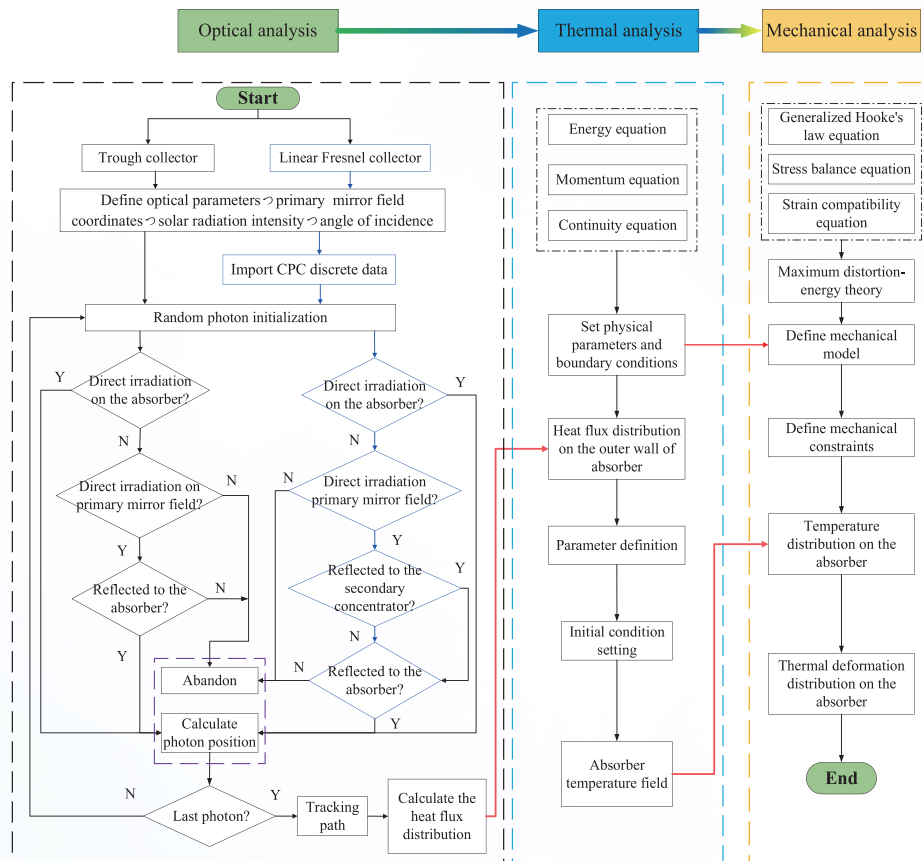 Optical analysis
Thermal analysis
Mechanical analysis
Start
Trough collector
Linear Fresnel collector
Define optical parameters、primary mirror field
coordinates、solar radiation intensity、angle of incidence
Import CPC discrete data
Random photon initialization
Y
Direct irradiation
on the absorber?
N
Direct irradiation on
primary mirror field?
N
Y
Reflected to the
absorber?
N
Y
Direct irradiation
on the absorber?
Y
N
Direct irradiation
primary mirror field?
N
Y
Reflected to the
secondary
concentrator?
Y
N
Reflected to the
absorber?
N
Y
Abandon
Calculate
photon position
N
Last photon?
Y
Tracking
path
Calculate the
heat flux
distribution
Energy equation
Momentum equation
Continuity equation
Set physical
parameters and
boundary conditions
Heat flux distribution
on the outer wall of
absorber
Parameter definition
Initial condition
setting
Absorber
temperature field
Generalized Hooke's
law equation
Stress balance equation
Strain compatibility
equation
Maximum distortion-
energy theory
Define mechanical
model
Define mechanical
constraints
Temperature
distribution on the
absorber
Thermal deformation
distribution on the
absorber
End